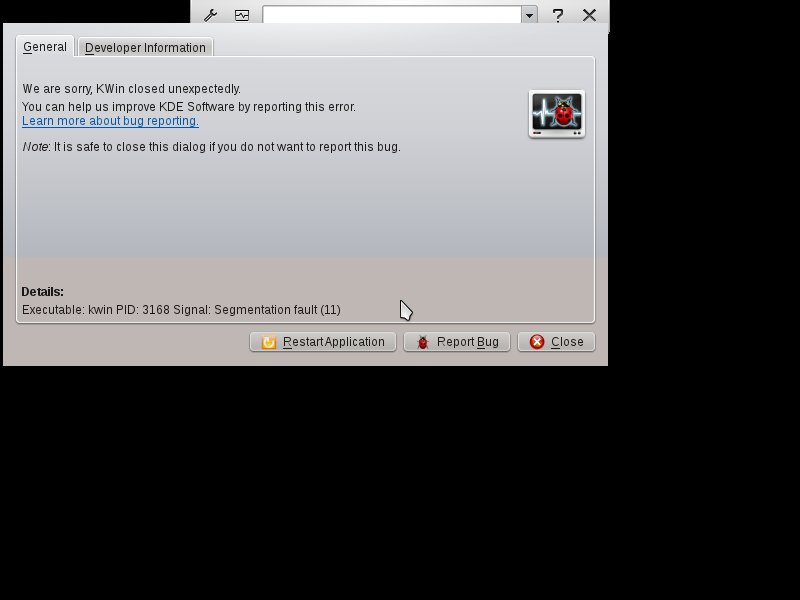 ?
General
Developer Information
We are sorry, KWin closed unexpectedly.
You can help us improve KDE Software by reporting this error.
Learn more about bug reporting.
Note: It is safe to close this dialog if you do not want to report this bug.
Details:
Executable: kwin PID: 3168 Signal: Segmentation fault (11)
Restart Application
Report Bug
Close